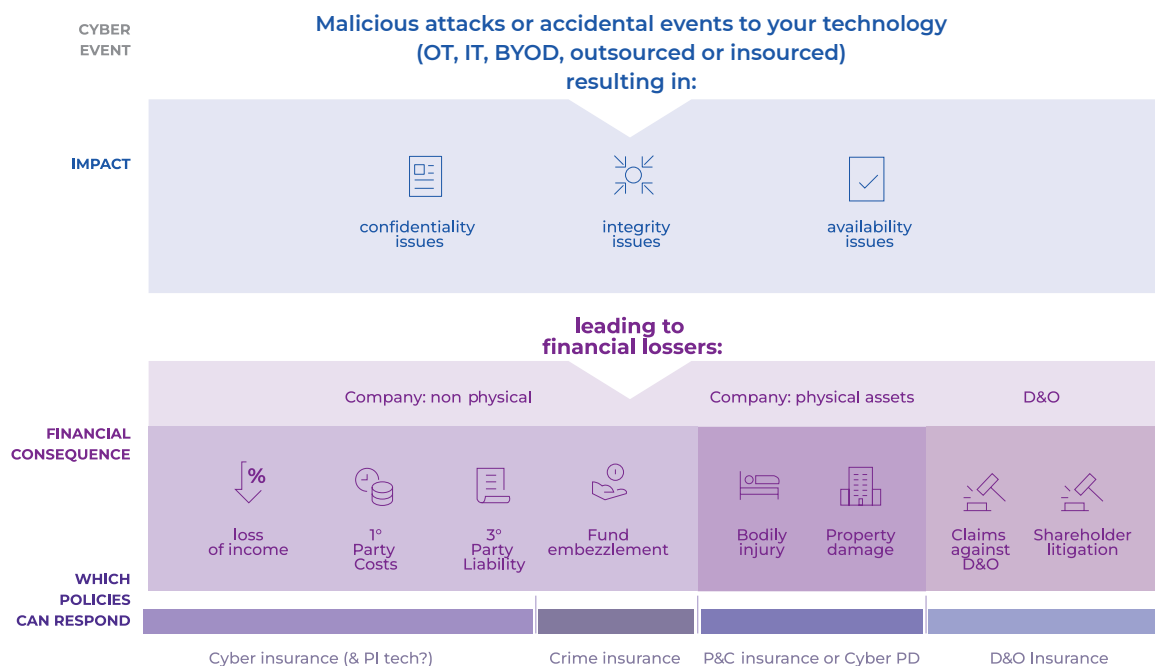 CYBER
EVENT
Malicious attacks or accidental events to your technology
(OT, IT, BYOD, outsourced or insourced)
resulting in:
IMPACT
confidentiality
issues
integrity
issues
availability
issues
leading to
financial lossers:
Company: non physical
Company: physical assets
D&O
FINANCIAL
CONSEQUENCE
%
loss
of income
1°
Party
Costs
3°
Party
Liability
Fund
embezzlement
Bodily
injury
Property
damage
Claims
against
D&O
Shareholder
litigation
WHICH
POLICIES
CAN RESPOND
Cyber insurance (& PI tech?)
Crime insurance
P&C insurance or Cyber PD
D&O Insurance